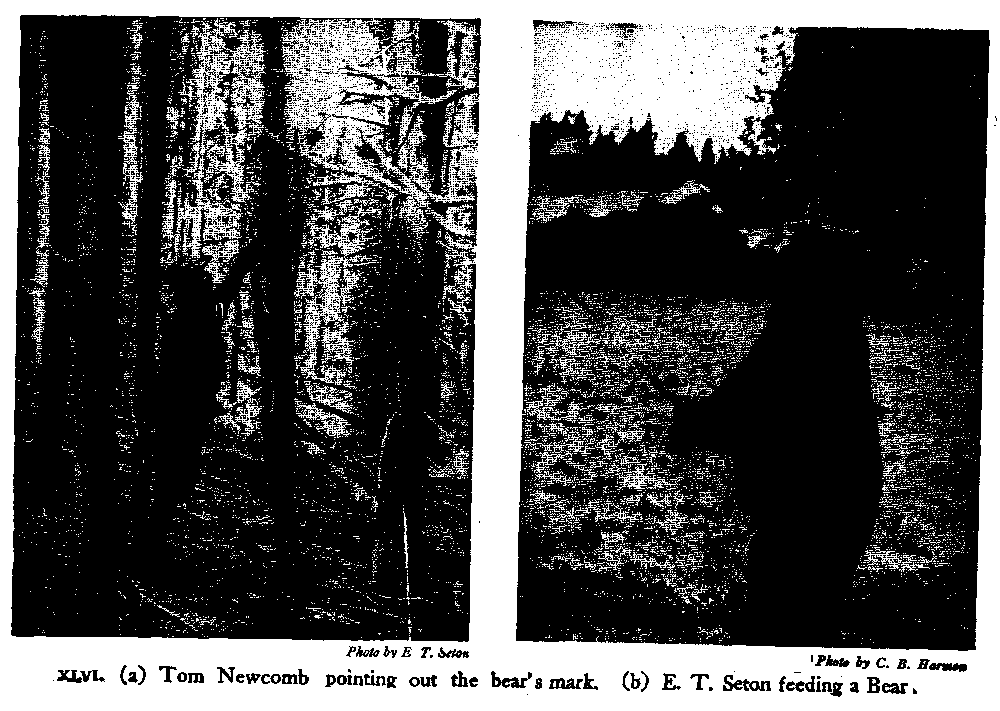 Photo by E. T. Seton
Photo by C. B. Harmon
XLVI. (a) Tom Newcomb pointing out the bear's mark. (b) E. T. Seton feeding a Bear.